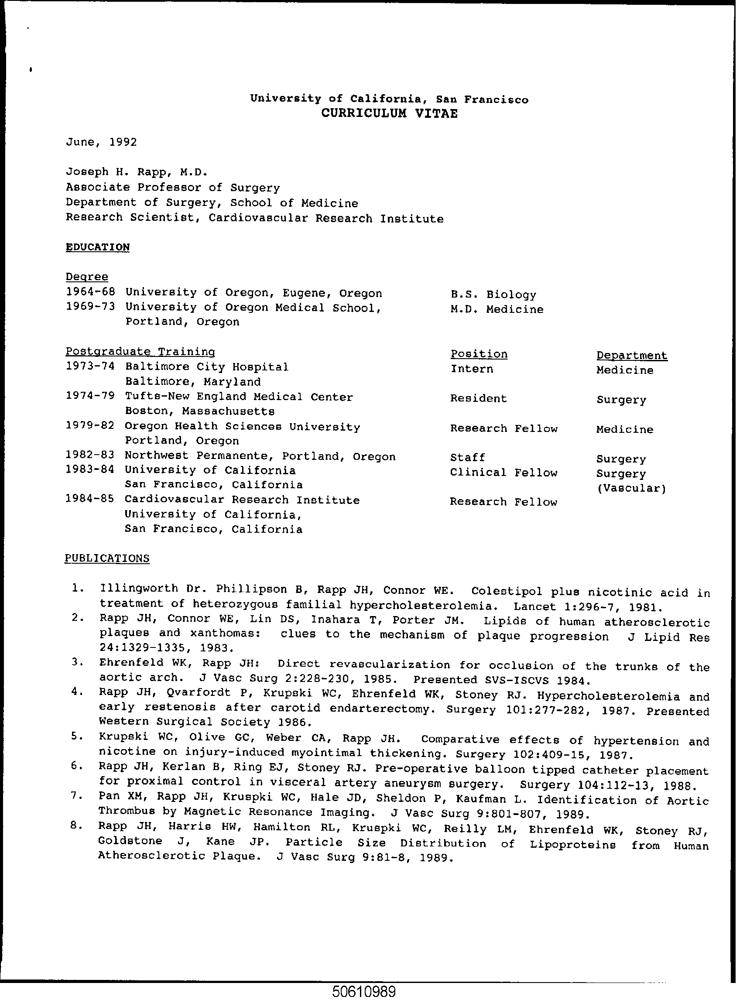 University of California, San Francisco
CURRICULUM VITAE
June, 1992
Joseph H. Rapp, M.D.
Associate Professor of Surgery
Department of Surgery, School of Medicine
Research Scientist, Cardiovascular Research Institute
EDUCATION
Degree
1964-68 University of Oregon, Eugene, Oregon B.S. Biology
1969-73 University of Oregon Medical School, M.D. Medicine
Portland, Oregon
Postgraduate Training Position Department
1973-74 Baltimore City Hospital Intern Medicine
Baltimore, Maryland
1974-79 Tufts-New England Medical Center Resident Surgery
Boston, Massachusetts
1979-82 Oregon Health Sciences University Research Fellow Medicine
Portland, Oregon
1982-83 Northwest Permanente, Portland, Oregon Staff Surgery
1983-84 University of California Clinical Fellow Surgery
San Francisco, California (Vascular)
1984-85 Cardiovascular Research Institute Research Fellow
University of California,
San Francisco, California
PUBLICATIONS
1. Illingworth Dr. Phillipson B, Rapp JH, Connor WE. Colestipol plus nicotinic acid in
treatment of heterozygous familial hypercholesterolemia. Lancet 1:296-7, 1981.
2. Rapp JH, Connor WE, Lin DS, Inahara T, Porter JM. Lipids of human atherosclerotic
plaques and xanthomas: clues to the mechanism of plaque progression J Lipid Res
24:1329-1335, 1983.
3. Ehrenfeld WK, Rapp JH: Direct revascularization for occlusion of the trunks of the
aortic arch. J Vasc Surg 2:228-230, 1985. Presented SVS-ISCVS 1984.
4. Rapp JH, Qvarfordt P, Krupski WC, Ehrenfeld WK, Stoney RJ. Hypercholesterolemia and
early restenosis after carotid endarterectomy. Surgery 101:277-282, 1987. Presented
Western Surgical Society 1986.
5. Krupski WC, Olive GC, Weber CA, Rapp JH. Comparative effects of hypertension and
nicotine on injury-induced myointimal thickening. Surgery 102:409-15, 1987.
6. Rapp JH, Kerlan B, Ring EJ, Stoney RJ. Pre-operative balloon tipped catheter placement
for proximal control in visceral artery aneurysm surgery. Surgery 104:112-13, 1988.
7. Pan XM, Rapp JH, Kruspki WC, Hale JD, Sheldon P, Kaufman L. Identification of Aortic
Thrombus by Magnetic Resonance Imaging. J Vasc Surg 9:801-807, 1989.
8. Rapp JH, Harris HW, Hamilton RL, Kruspki WC, Reilly LM, Ehrenfeld WK, Stoney RJ,
Goldstone J, Kane JP. Particle Size Distribution of Lipoproteins from Human
Atherosclerotic Plaque. J Vasc Surg 9:81-8, 1989.
50610989